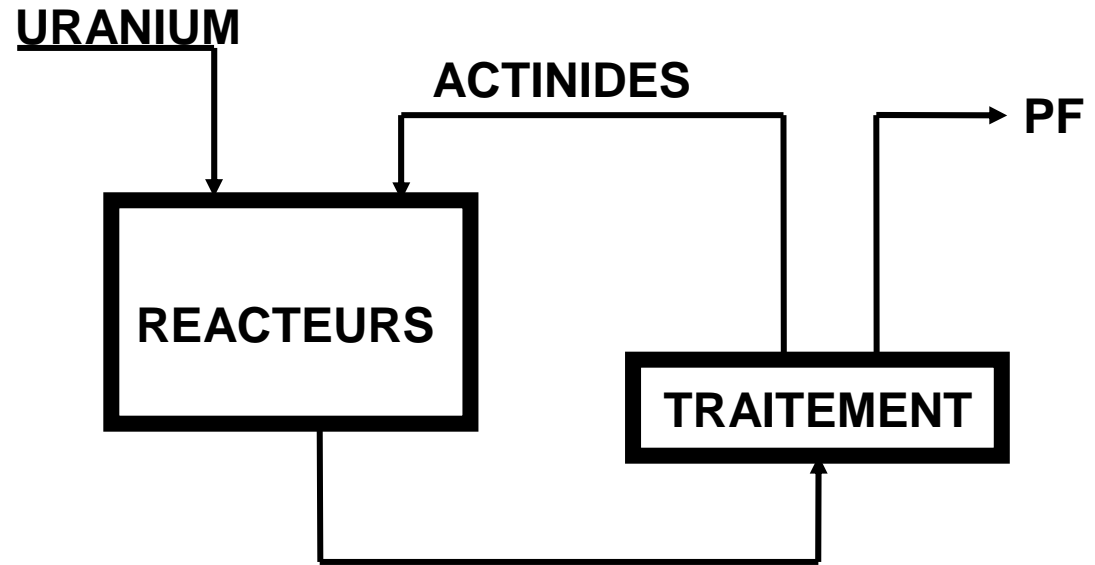 URANIUM
ACTINIDES
PF
REACTEURS
TRAITEMENT